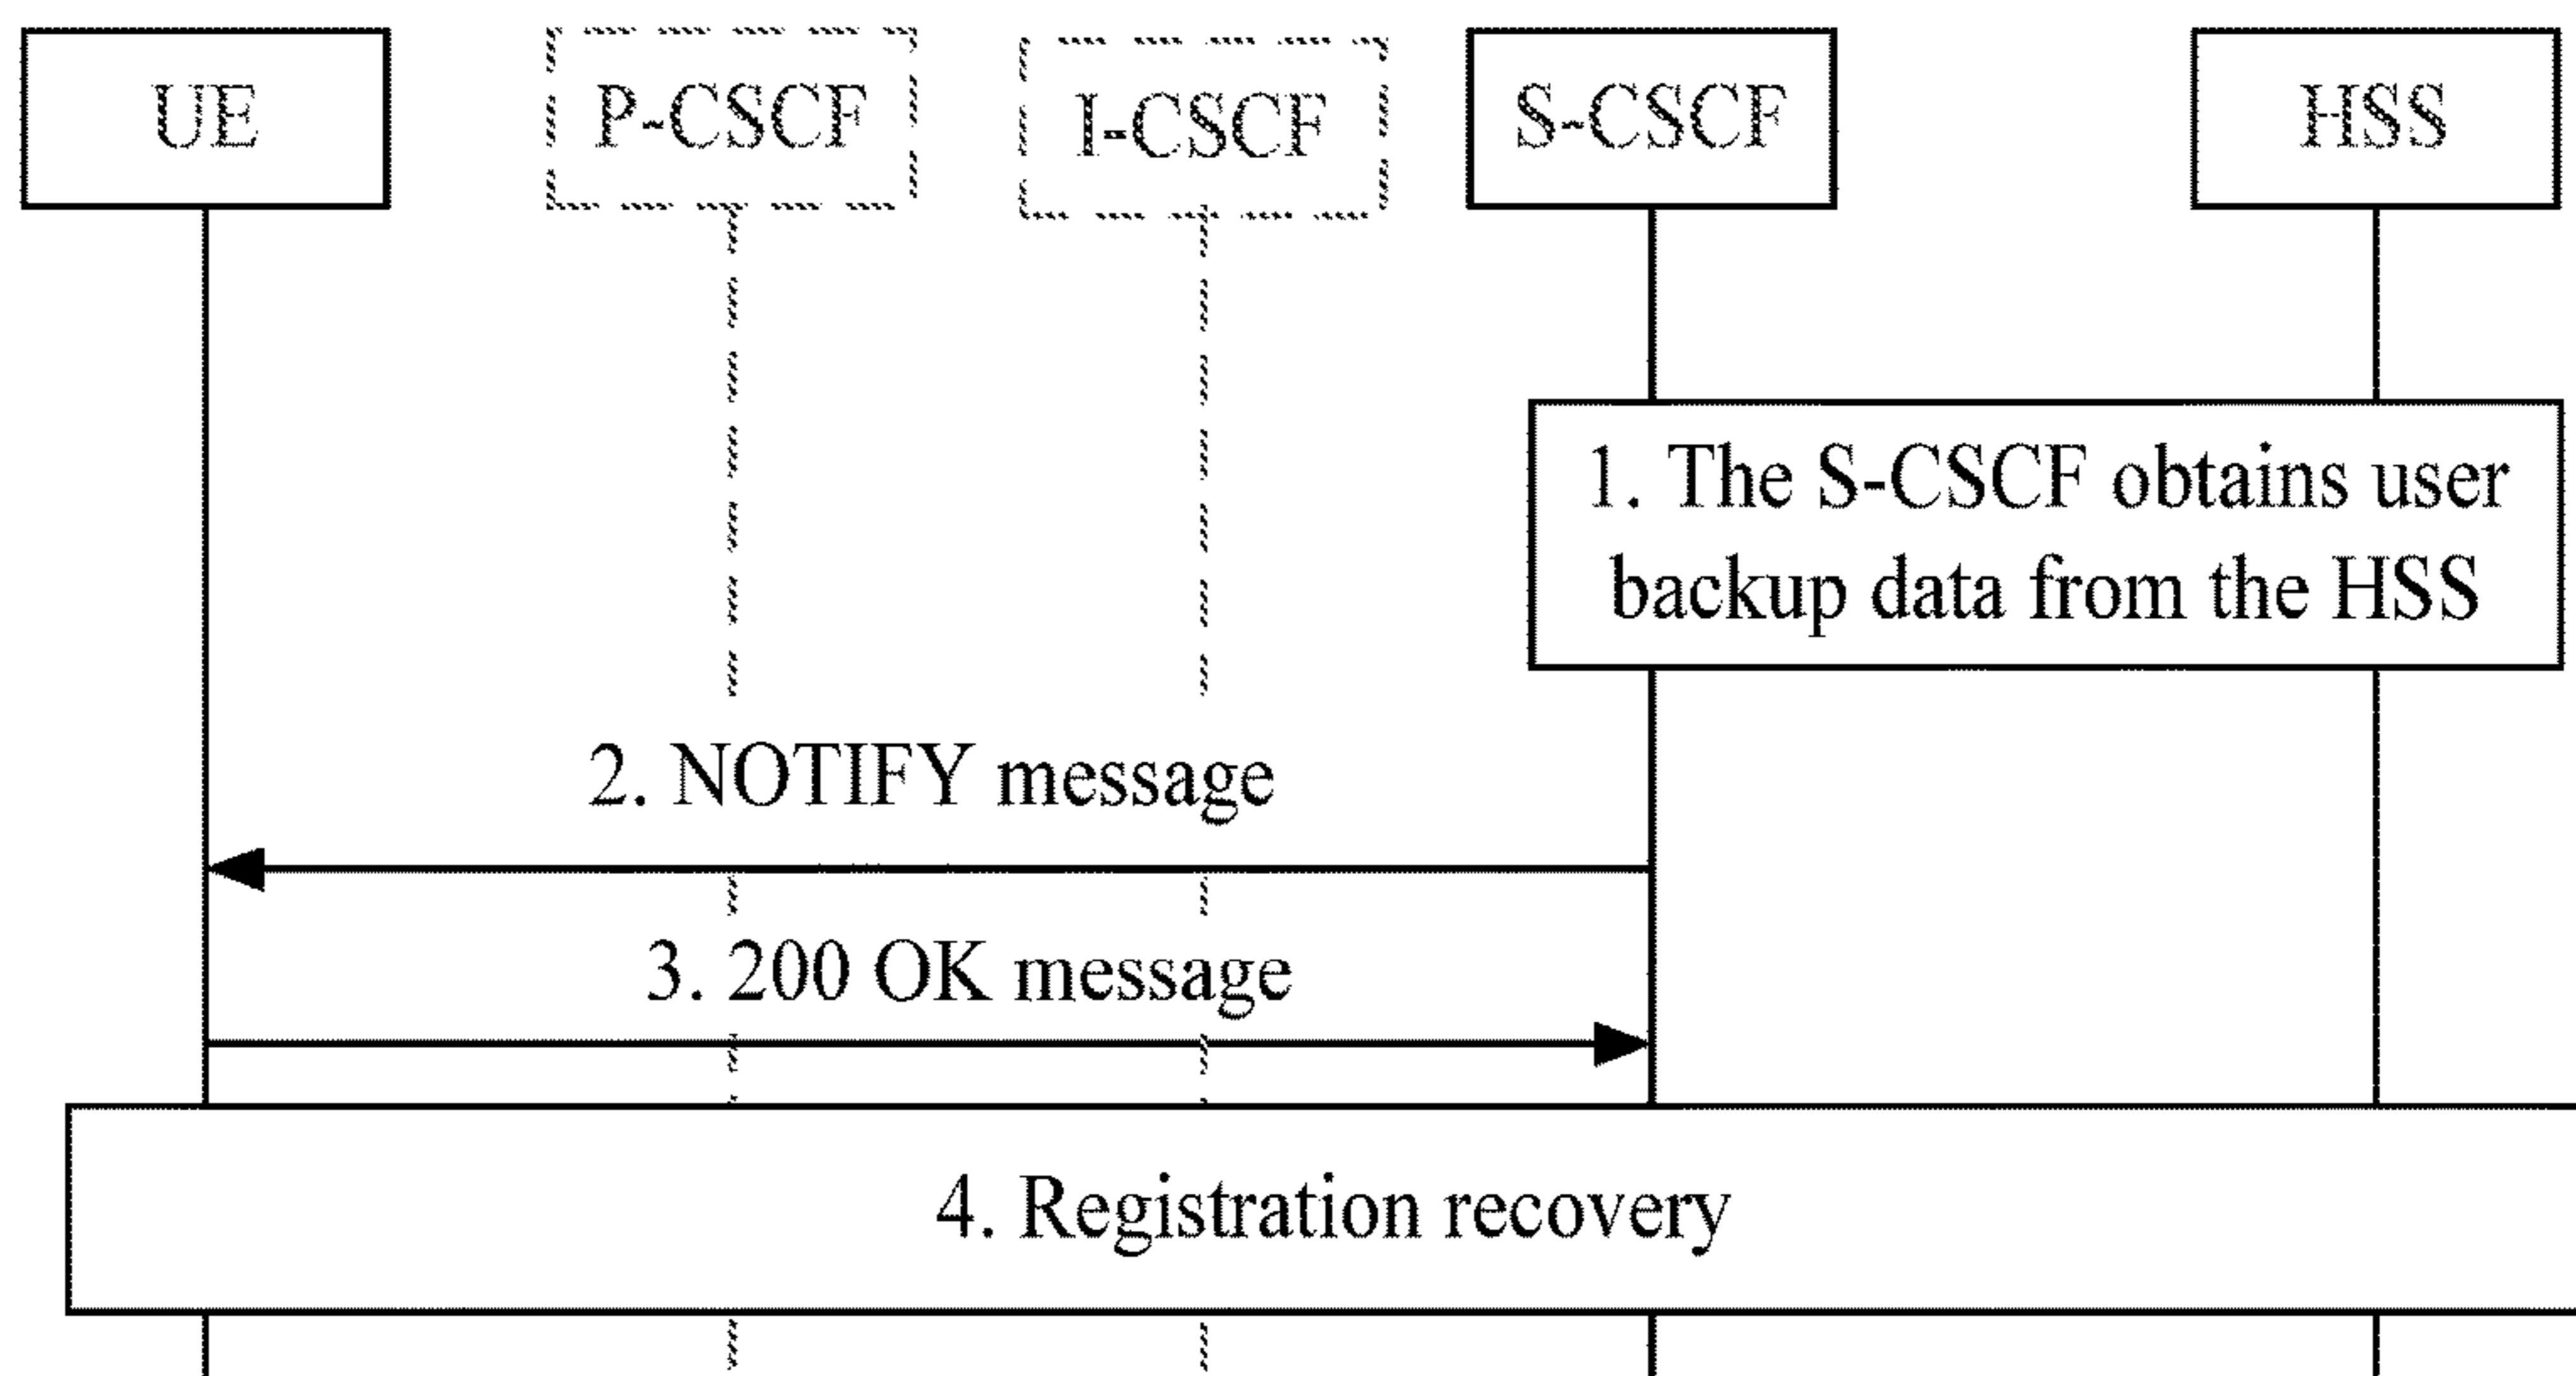 UE
P-CSCF
I-CSCF
S-CSCF
HSS
1. The S-CSCF obtains user
backup data from the HSS
2. NOTIFY message
3. 200 OK message
4. Registration recovery